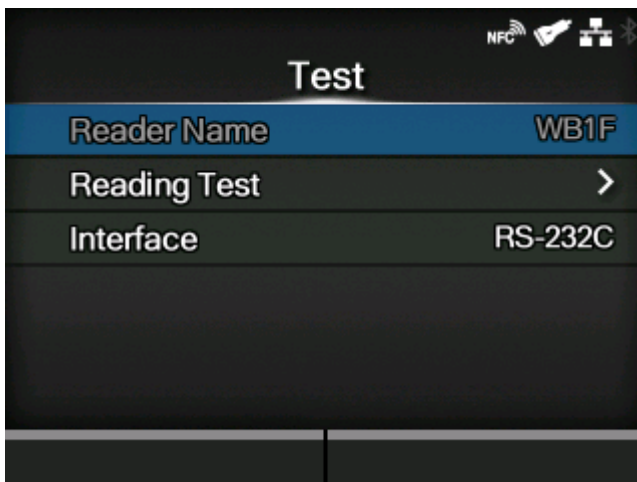 NFC
Test
Reader Name WB1F
Reading Test
Interface RS-232C